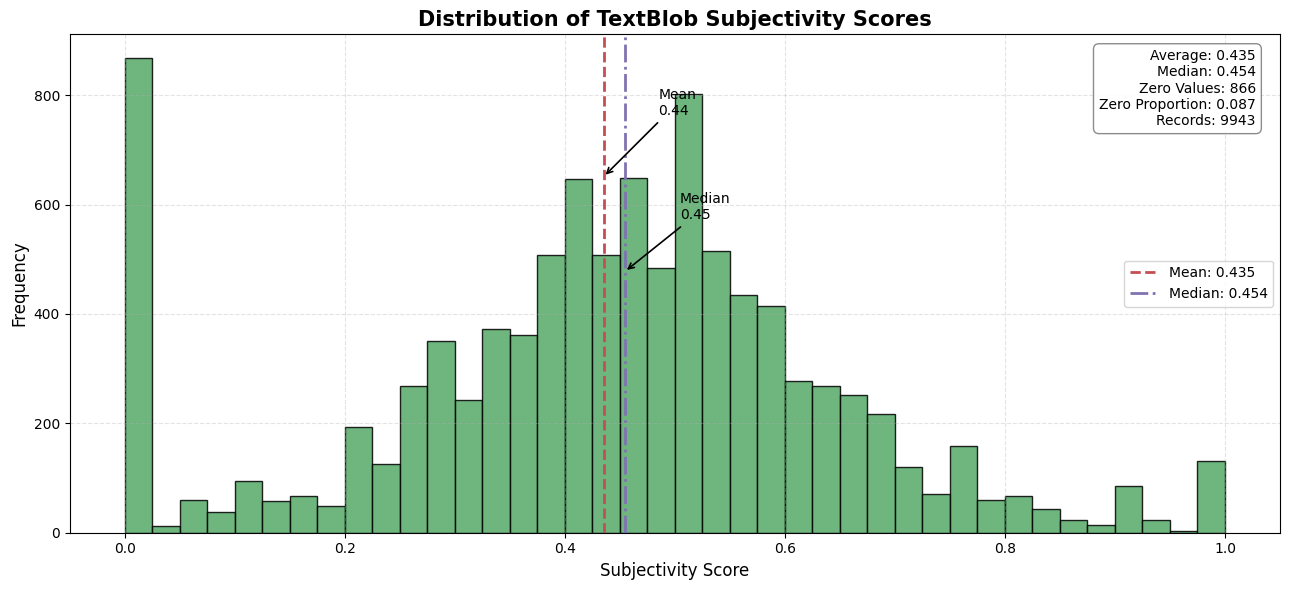 Distribution of TextBlob Subjectivity Scores
Average: 0.435
Median: 0.454
Zero Values: 866
Zero Proportion: 0.087
Records: 9943
Mean
0.44
Median
0.45
Mean: 0.435
Median: 0.454
Frequency
800
600
400
200
0
0.0
0.2
0.4
0.6
0.8
1.0
Subjectivity Score